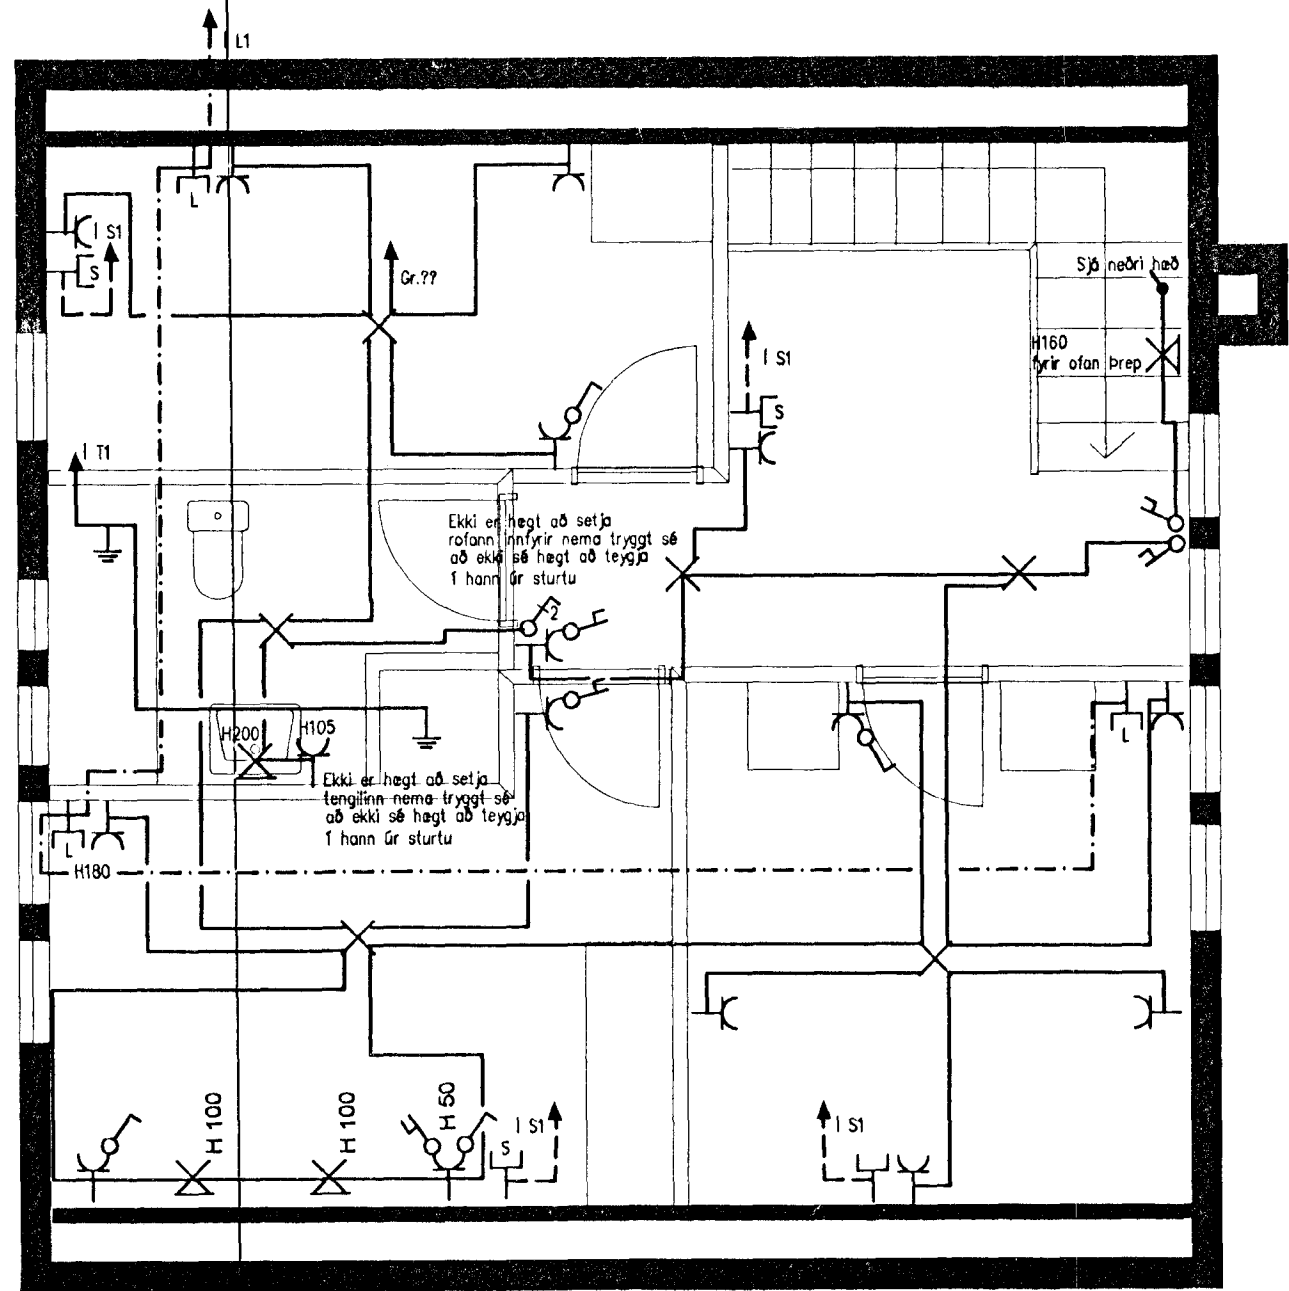 L1
L
I S1
S
Gr.??
Sjá neðri hæð
H160
fyrir ofan Þrep
I S1
S
I T1
Ekki er hægt að setja
rofann innfyrir nema tryggt sé
að ekki sé hægt að teygja
í hann úr sturtu
2
H200
H105
Ekki er hægt að setja
tengilinn nema tryggt sé
að ekki sé hægt að teygja
í hann úr sturtu
L
L
H180
H 100
H 100
H 50
S
I S1
I S1